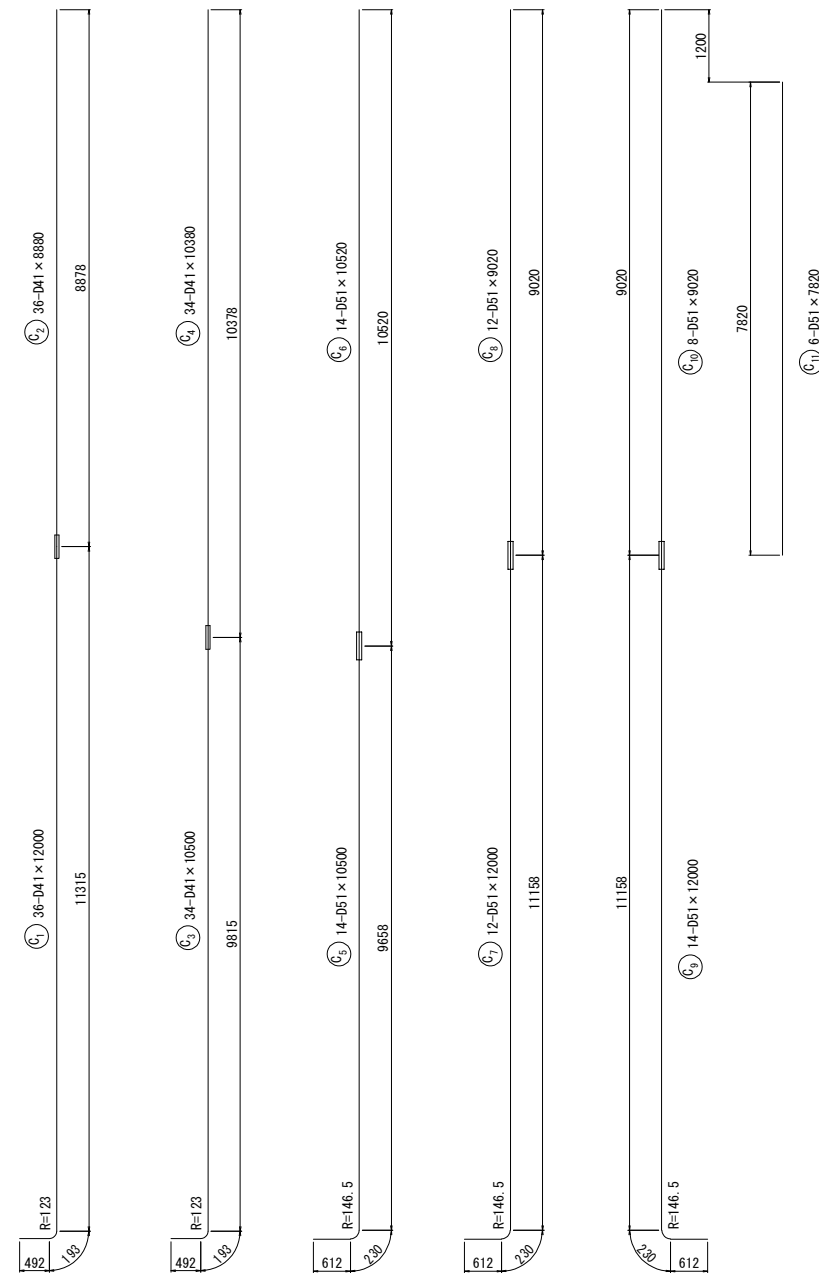 C2 36-D41×8880
8878
C1 36-D41×12000
11315
R=123
492
193
C4 34-D41×10380
10378
C3 34-D41×10500
9815
R=123
492
193
C6 14-D51×10520
10520
C5 14-D51×10500
9658
R=146.5
612
230
C8 12-D51×9020
9020
C7 12-D51×12000
11158
R=146.5
612
230
9020
C10 8-D51×9020
11158
C9 14-D51×12000
R=146.5
230
612
1200
7820
C11 6-D51×7820